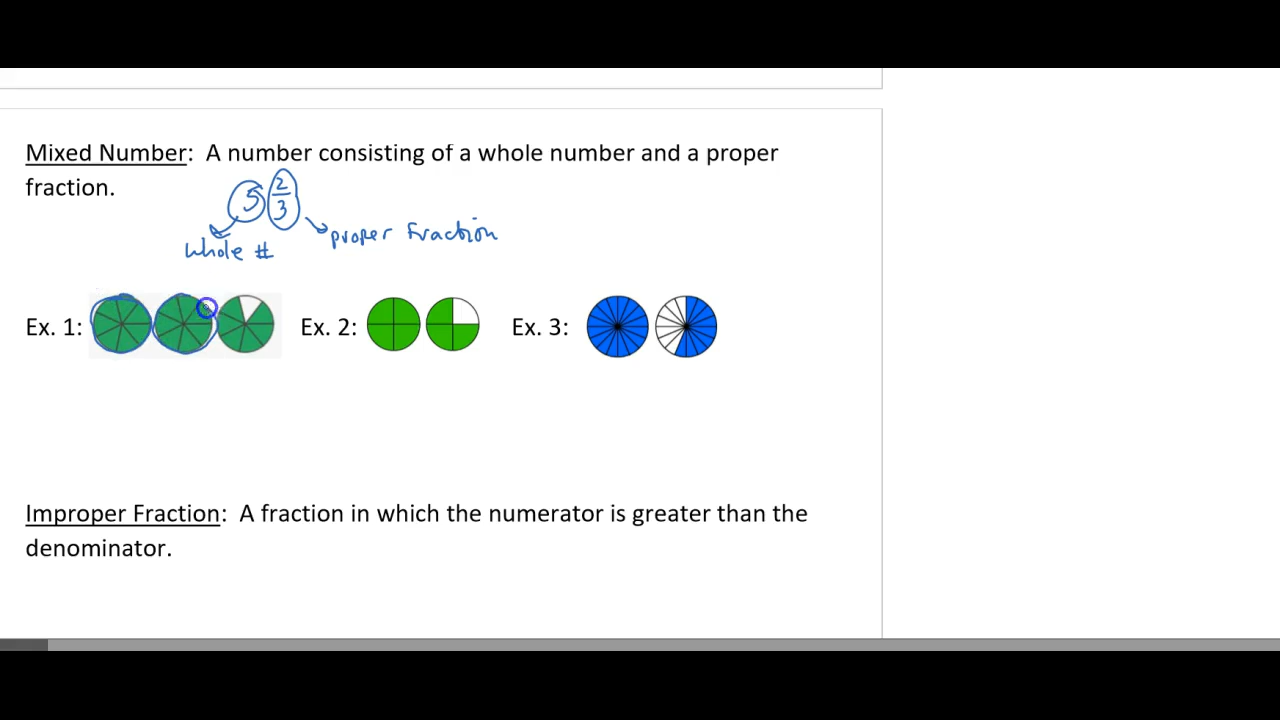 Mixed Number: A number consisting of a whole number and a proper
fraction.
5 2/3
whole #
proper fraction
Ex. 1: Ex. 2: Ex. 3:
Improper Fraction: A fraction in which the numerator is greater than the
denominator.